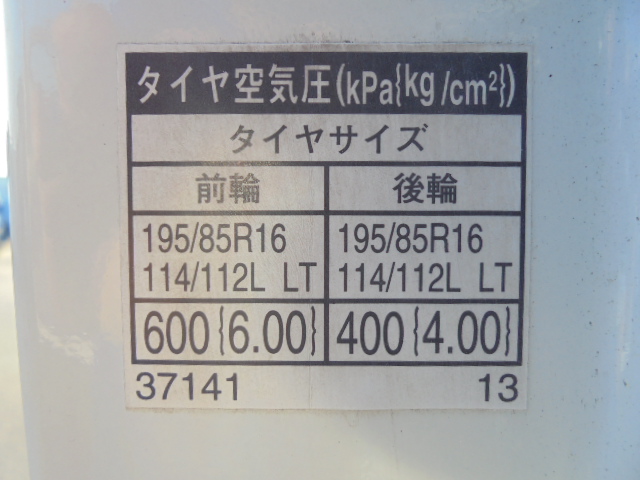 タイヤ空気圧(kPa{kg/cm²})
タイヤサイズ
前輪 後輪
195/85R16 195/85R16
114/112L LT 114/112L LT
600{6.00} 400{4.00}
37141 13